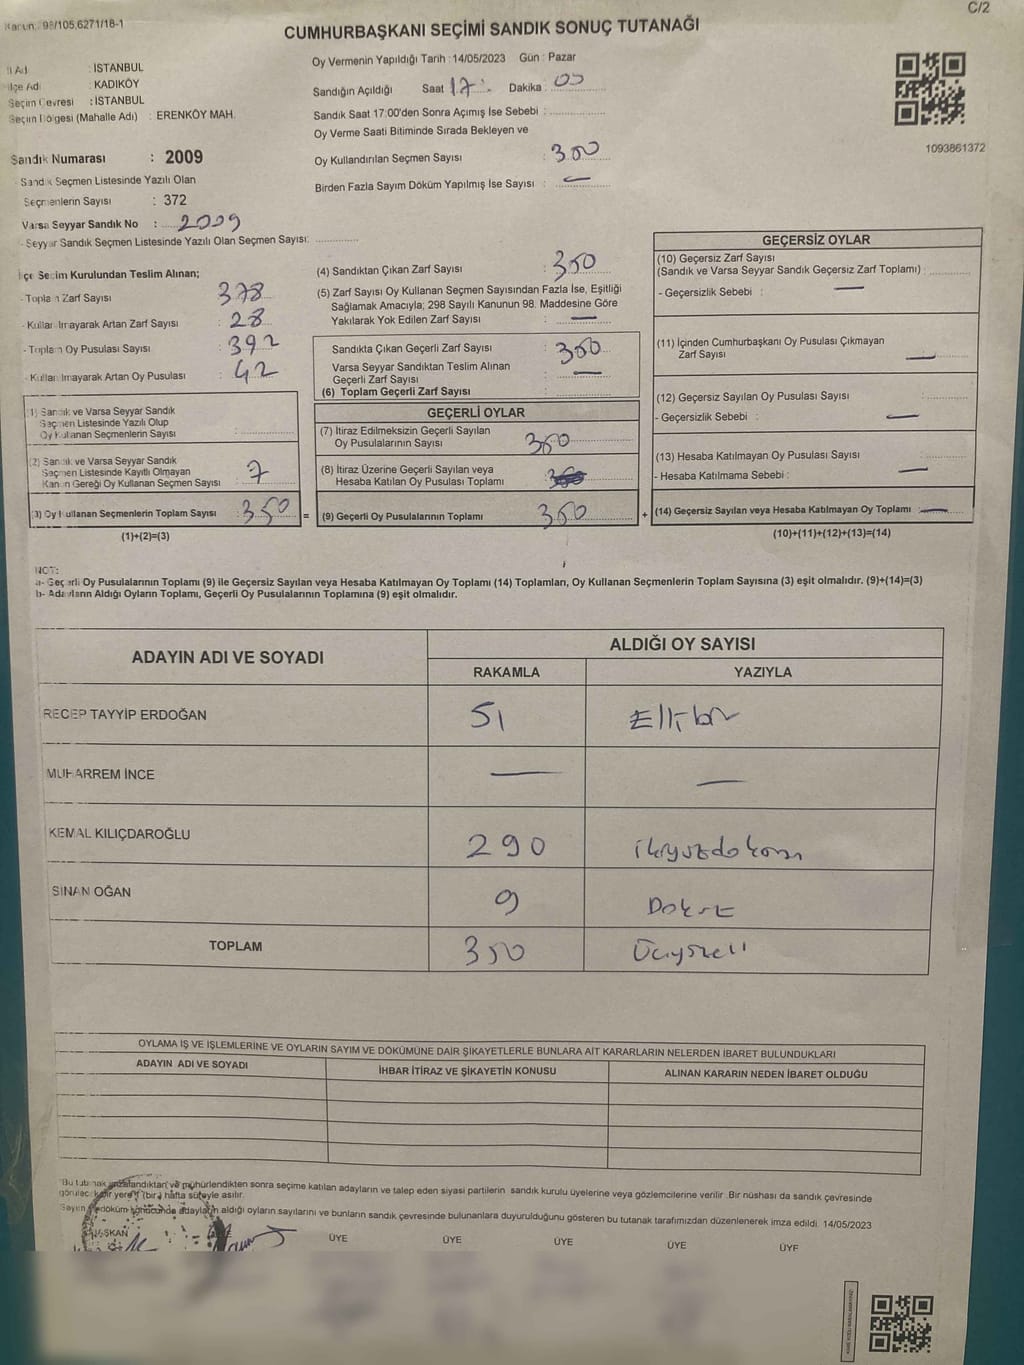 C/2
Kanun: 98/105,6271/18-1
CUMHURBAŞKANI SEÇİMİ SANDIK SONUÇ TUTANAĞI
İl Adı : İSTANBUL
İlçe Adı : KADIKÖY
Seçim Çevresi : İSTANBUL
Seçim Bölgesi (Mahalle Adı) : ERENKÖY MAH.
Sandık Numarası : 2009
- Sandık Seçmen Listesinde Yazılı Olan
Seçmenlerin Sayısı : 372
Varsa Seyyar Sandık No : 2009
- Seyyar Sandık Seçmen Listesinde Yazılı Olan Seçmen Sayısı:
Oy Vermenin Yapıldığı Tarih : 14/05/2023 Gün : Pazar
Sandığın Açıldığı Saat 17 : Dakika : 00
Sandık Saat 17:00'den Sonra Açımış İse Sebebi :
Oy Verme Saati Bitiminde Sırada Bekleyen ve
Oy Kullandırılan Seçmen Sayısı : 350
Birden Fazla Sayım Döküm Yapılmış İse Sayısı : —
1093861372
İlçe Seçim Kurulundan Teslim Alınan;
- Toplam Zarf Sayısı : 378
- Kullanılmayarak Artan Zarf Sayısı : 28
- Toplam Oy Pusulası Sayısı : 392
- Kullanılmayarak Artan Oy Pusulası : 42
(1) Sandık ve Varsa Seyyar Sandık
Seçmen Listesinde Yazılı Olup
Oy Kullanan Seçmenlerin Sayısı :
(2) Sandık ve Varsa Seyyar Sandık
Seçmen Listesinde Kayıtlı Olmayan
Kanun Gereği Oy Kullanan Seçmen Sayısı : 7
(3) Oy Kullanan Seçmenlerin Toplam Sayısı : 350 =
(1)+(2)=(3)
(4) Sandıktan Çıkan Zarf Sayısı : 350
(5) Zarf Sayısı Oy Kullanan Seçmen Sayısından Fazla İse, Eşitliği
Sağlamak Amacıyla; 298 Sayılı Kanunun 98. Maddesine Göre
Yakılarak Yok Edilen Zarf Sayısı : —
Sandıkta Çıkan Geçerli Zarf Sayısı : 350
Varsa Seyyar Sandıktan Teslim Alınan
Geçerli Zarf Sayısı : —
(6) Toplam Geçerli Zarf Sayısı
GEÇERLİ OYLAR
(7) İtiraz Edilmeksizin Geçerli Sayılan
Oy Pusulalarının Sayısı : 350
(8) İtiraz Üzerine Geçerli Sayılan veya
Hesaba Katılan Oy Pusulası Toplamı :
(9) Geçerli Oy Pusulalarının Toplamı : 350 +
GEÇERSİZ OYLAR
(10) Geçersiz Zarf Sayısı
(Sandık ve Varsa Seyyar Sandık Geçersiz Zarf Toplamı) :
- Geçersizlik Sebebi : —
(11) İçinden Cumhurbaşkanı Oy Pusulası Çıkmayan
Zarf Sayısı : —
(12) Geçersiz Sayılan Oy Pusulası Sayısı :
- Geçersizlik Sebebi : —
(13) Hesaba Katılmayan Oy Pusulası Sayısı :
- Hesaba Katılmama Sebebi : —
(14) Geçersiz Sayılan veya Hesaba Katılmayan Oy Toplamı : —
(10)+(11)+(12)+(13)=(14)
NOT:
a- Geçerli Oy Pusulalarının Toplamı (9) ile Geçersiz Sayılan veya Hesaba Katılmayan Oy Toplamı (14) Toplamları, Oy Kullanan Seçmenlerin Toplam Sayısına (3) eşit olmalıdır. (9)+(14)=(3)
b- Adayların Aldığı Oyların Toplamı, Geçerli Oy Pusulalarının Toplamına (9) eşit olmalıdır.
ADAYIN ADI VE SOYADI
ALDIĞI OY SAYISI
RAKAMLA YAZIYLA
RECEP TAYYİP ERDOĞAN 51 Ellibir
MUHARREM İNCE — —
KEMAL KILIÇDAROĞLU 290 ikiyüzdoksan
SİNAN OĞAN 9 Dokuz
TOPLAM 350 Üçyüzelli
OYLAMA İŞ VE İŞLEMLERİNE VE OYLARIN SAYIM VE DÖKÜMÜNE DAİR ŞİKAYETLERLE BUNLARA AİT KARARLARIN NELERDEN İBARET BULUNDUKLARI
ADAYIN ADI VE SOYADI İHBAR İTİRAZ VE ŞİKAYETİN KONUSU ALINAN KARARIN NEDEN İBARET OLDUĞU
Bu tutanak imzalandıktan ve mühürlendikten sonra seçime katılan adayların ve talep eden siyasi partilerin sandık kurulu üyelerine veya gözlemcilerine verilir. Bir nüshası da sandık çevresinde
görülecek bir yere 1 (bir) hafta süreyle asılır.
Sayım döküm sonucunda adayların aldığı oyların sayılarını ve bunların sandık çevresinde bulunanlara duyurulduğunu gösteren bu tutanak tarafımızdan düzenlenerek imza edildi. 14/05/2023
BAŞKAN ÜYE ÜYE ÜYE ÜYE ÜYE